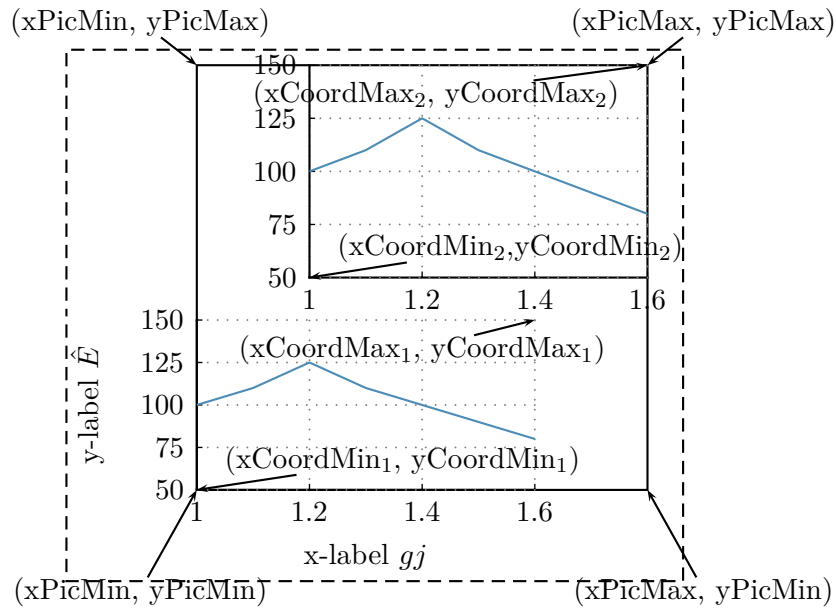 (xPicMin, yPicMax) (xPicMax, yPicMax)
150
(xCoordMax₂, yCoordMax₂)
125
100
75
(xCoordMin₂,yCoordMin₂)
50
1 1.2 1.4 1.6
150
(xCoordMax₁, yCoordMax₁)
125
100
75
(xCoordMin₁, yCoordMin₁)
50
1 1.2 1.4 1.6
y-label Ê
x-label gj
(xPicMin, yPicMin) (xPicMax, yPicMin)